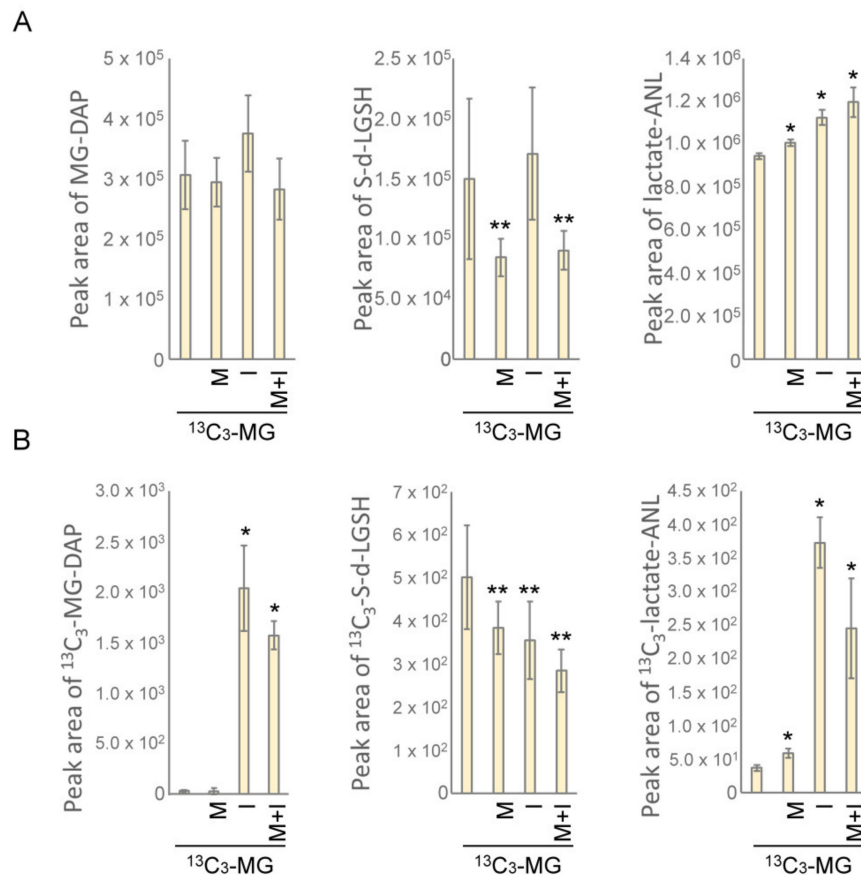 A
Peak area of MG-DAP
5 x 10⁵
4 x 10⁵
3 x 10⁵
2 x 10⁵
1 x 10⁵
0
M
I
M+I
¹³C₃-MG
Peak area of S-d-LGSH
2.5 x 10⁵
2.0 x 10⁵
1.5 x 10⁵
1.0 x 10⁵
5.0 x 10⁴
0
**
**
M
I
M+I
¹³C₃-MG
Peak area of lactate-ANL
1.4 x 10⁶
1.2 x 10⁶
1.0 x 10⁶
8.0 x 10⁵
6.0 x 10⁵
4.0 x 10⁵
2.0 x 10⁵
0
*
*
*
M
I
M+I
¹³C₃-MG
B
Peak area of ¹³C₃-MG-DAP
3.0 x 10³
2.5 x 10³
2.0 x 10³
1.5 x 10³
1.0 x 10³
5.0 x 10²
0
*
*
M
I
M+I
¹³C₃-MG
Peak area of ¹³C₃-S-d-LGSH
7 x 10²
6 x 10²
5 x 10²
4 x 10²
3 x 10²
2 x 10²
1 x 10²
0
**
**
**
M
I
M+I
¹³C₃-MG
Peak area of ¹³C₃-lactate-ANL
4.5 x 10²
4.0 x 10²
3.5 x 10²
3.0 x 10²
2.5 x 10²
2.0 x 10²
1.5 x 10²
1.0 x 10²
5.0 x 10¹
0
*
*
*
M
I
M+I
¹³C₃-MG